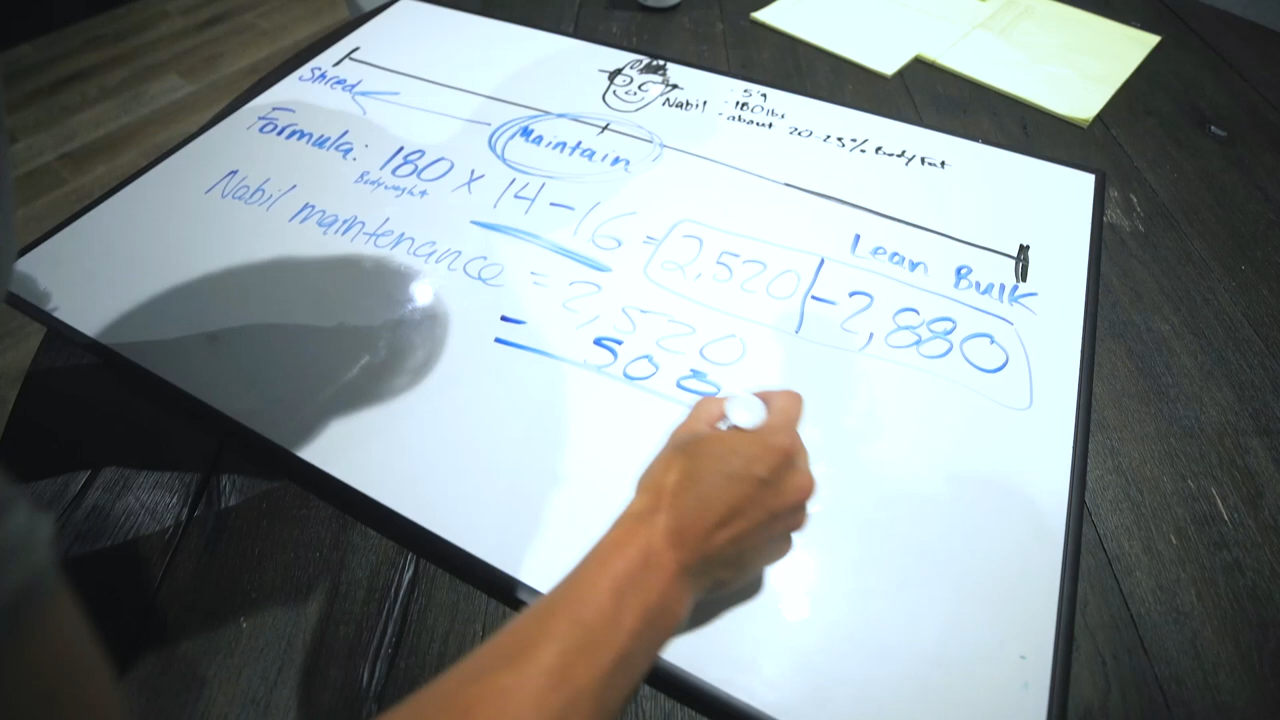 Shred
Maintain
Lean Bulk
Nabil
· 5'9
· 180lbs
· about 20-25% Body Fat
Formula: 180 x 14-16 = 2,520 - 2,880
Bodyweight
Nabil maintenance = 2,520
- 500